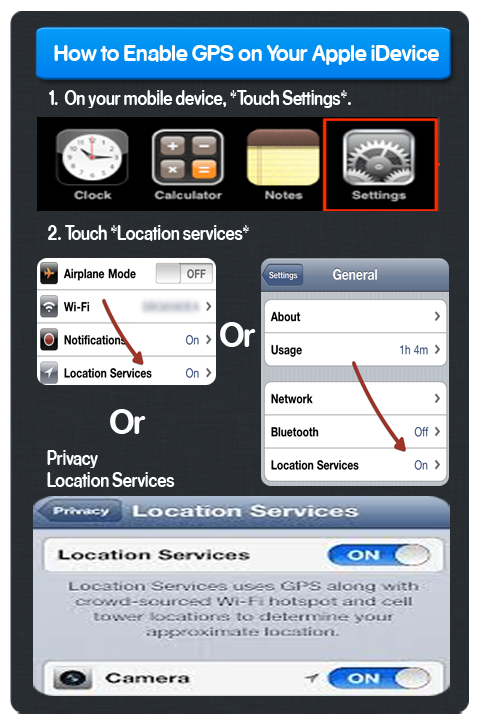 How to Enable GPS on Your Apple iDevice
1. On your mobile device, *Touch Settings*.
Clock Calculator Notes Settings
2. Touch *Location services*
Airplane Mode OFF
Wi-Fi
Notifications On
Location Services On
Or
Settings General
About
Usage 1h 4m
Network
Bluetooth Off
Location Services On
Or
Privacy
Location Services
Privacy Location Services
Location Services ON
Location Services uses GPS along with
crowd-sourced Wi-Fi hotspot and cell
tower locations to determine your
approximate location.
Camera ON